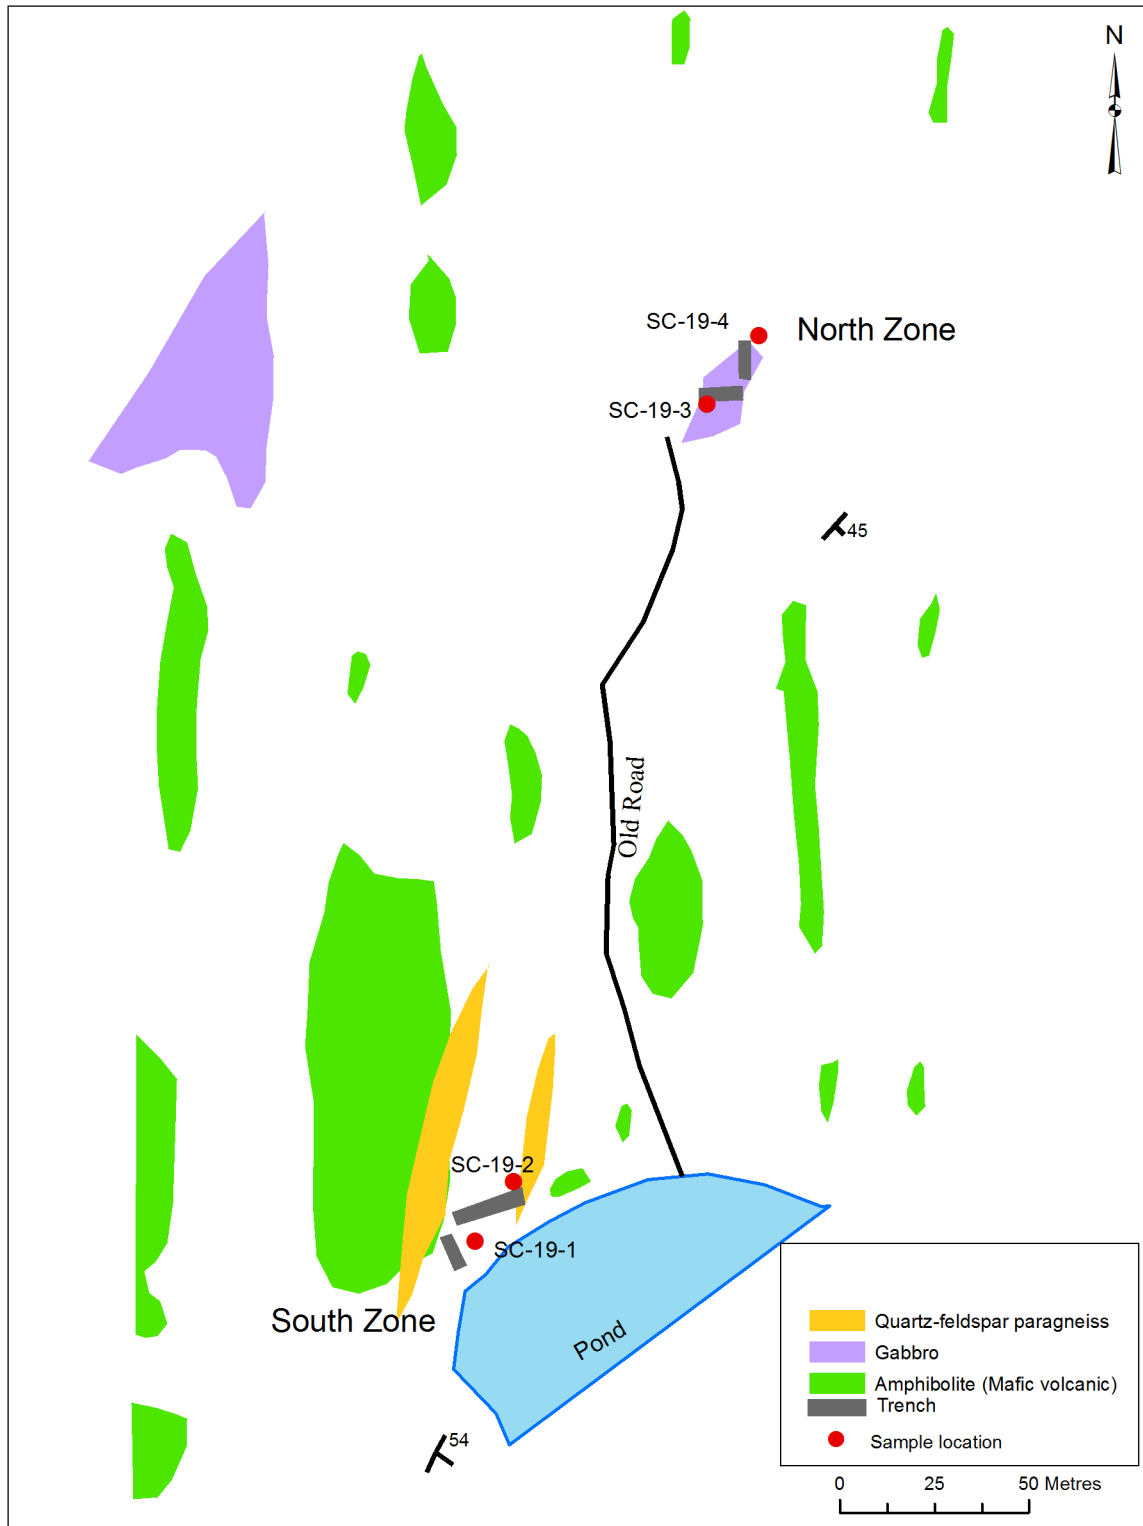 N
SC-19-4
North Zone
SC-19-3
45
Old Road
SC-19-2
SC-19-1
South Zone
Pond
Quartz-feldspar paragneiss
Gabbro
Amphibolite (Mafic volcanic)
Trench
Sample location
54
0 25 50 Metres